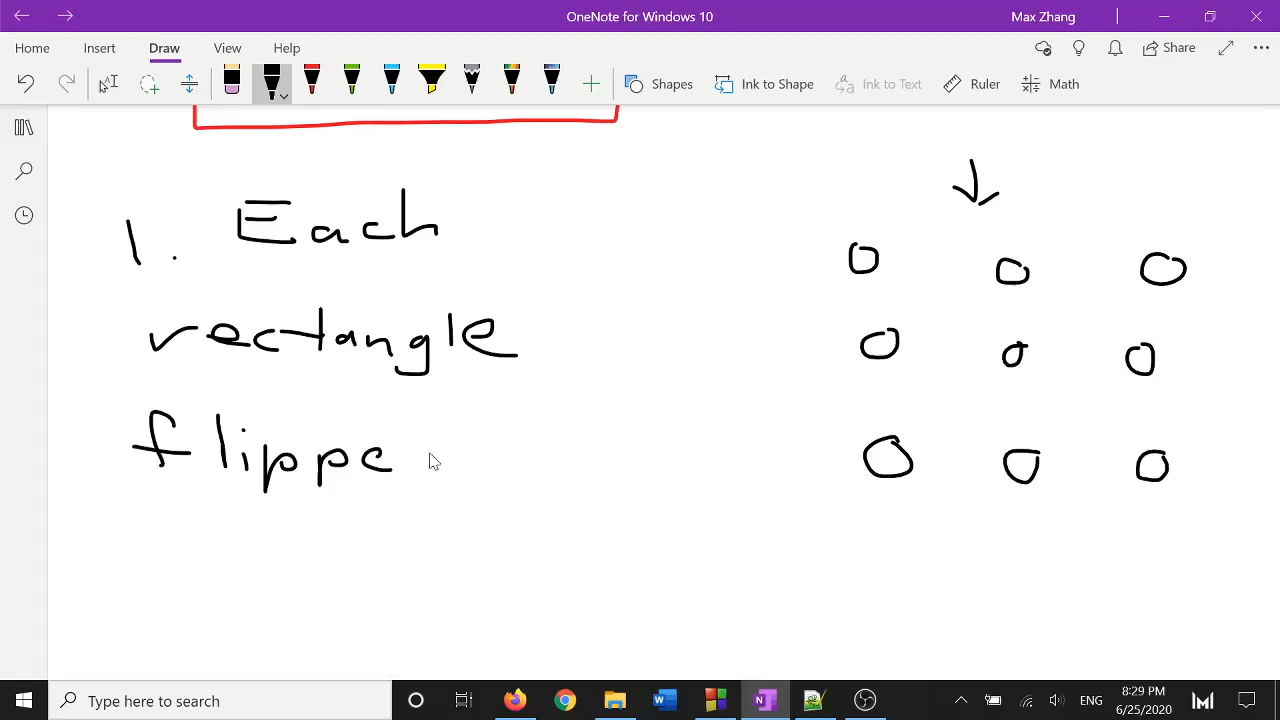 OneNote for Windows 10
Max Zhang
Home Insert Draw View Help
Share
Shapes Ink to Shape Ink to Text Ruler Math
1. Each
rectangle
flippe
o o o
o o o
o o o
Type here to search
ENG
8:29 PM
6/25/2020